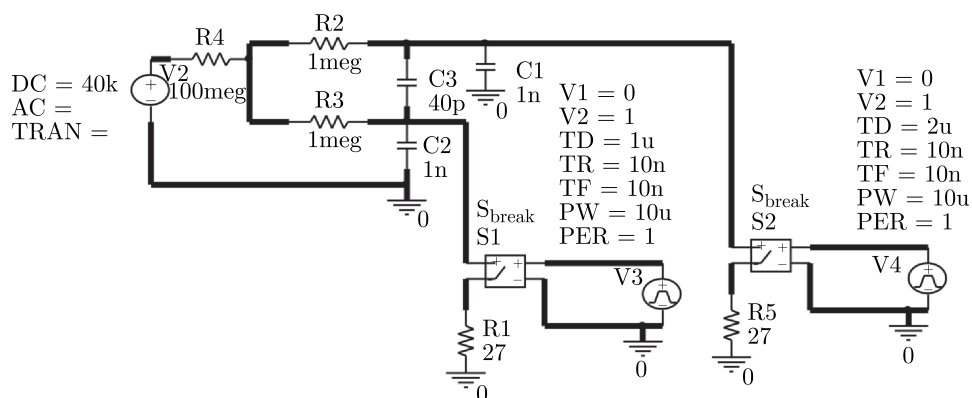 R4
R2
V2
100meg
1meg
DC = 40k
AC =
TRAN =
C3
40p
C1
1n
0
R3
1meg
C2
1n
0
V1 = 0
V2 = 1
TD = 1u
TR = 10n
TF = 10n
PW = 10u
PER = 1
V1 = 0
V2 = 1
TD = 2u
TR = 10n
TF = 10n
PW = 10u
PER = 1
Sbreak
S1
V3
R1
27
0
0
Sbreak
S2
V4
R5
27
0
0